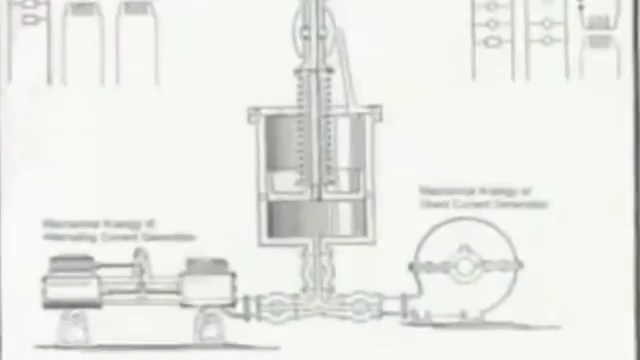 Mechanical Analogy of
Direct Current Generation
Mechanical Analogy of
Alternating Current Generation